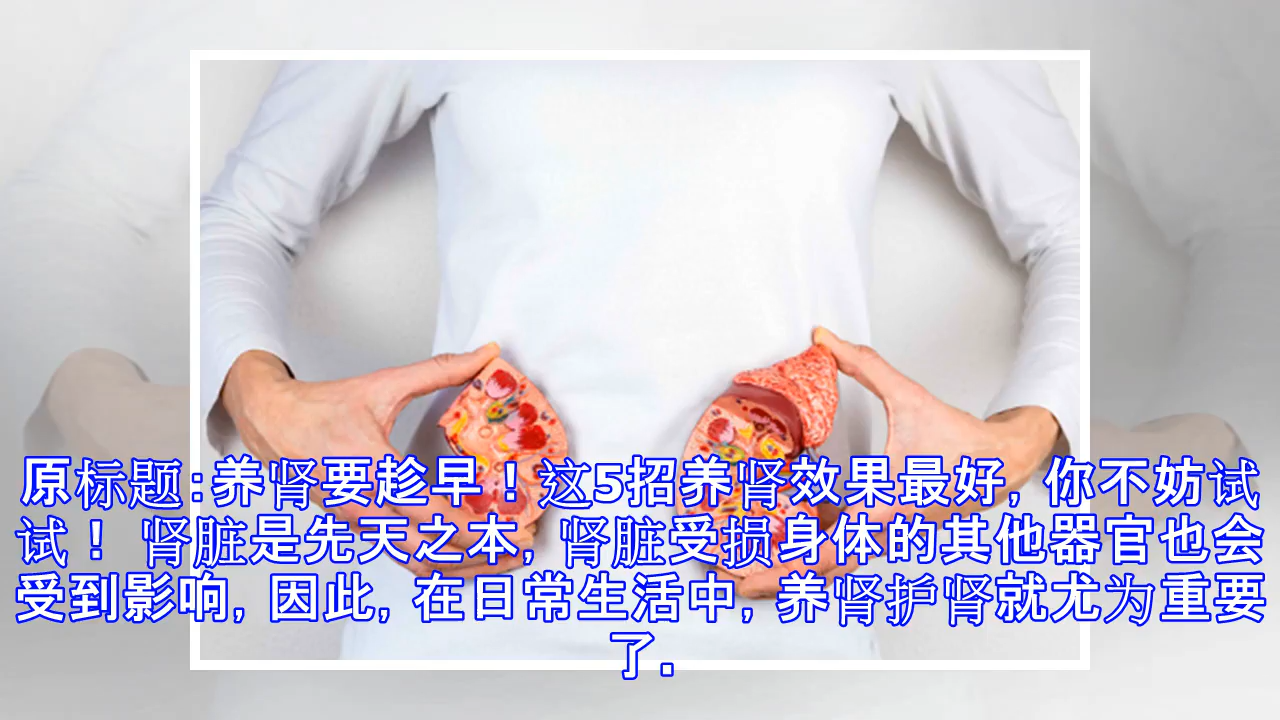 原标题:养肾要趁早！这5招养肾效果最好, 你不妨试
试！ 肾脏是先天之本, 肾脏受损身体的其他器官也会
受到影响, 因此, 在日常生活中, 养肾护肾就尤为重要
了.